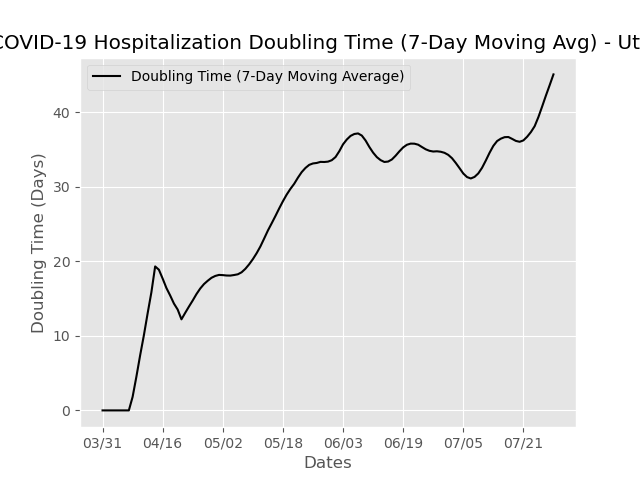 COVID-19 Hospitalization Doubling Time (7-Day Moving Avg) - Ut
Doubling Time (7-Day Moving Average)
Doubling Time (Days)
40
30
20
10
0
03/31 04/16 05/02 05/18 06/03 06/19 07/05 07/21
Dates